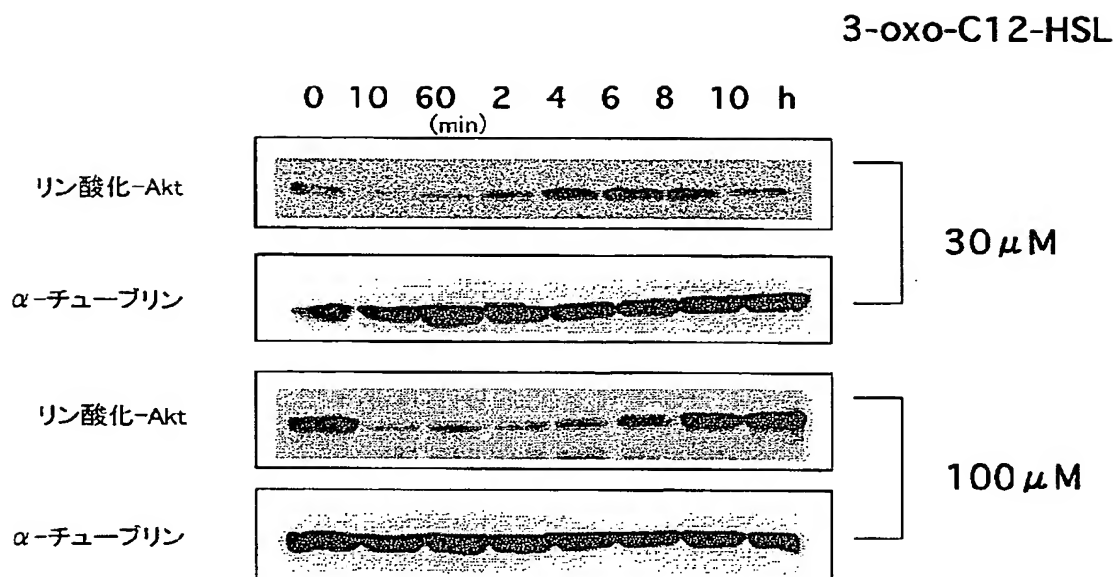 3-oxo-C12-HSL
0 10 60 2 4 6 8 10 h
(min)
リン酸化-Akt
30μM
α-チューブリン
リン酸化-Akt
100μM
α-チューブリン